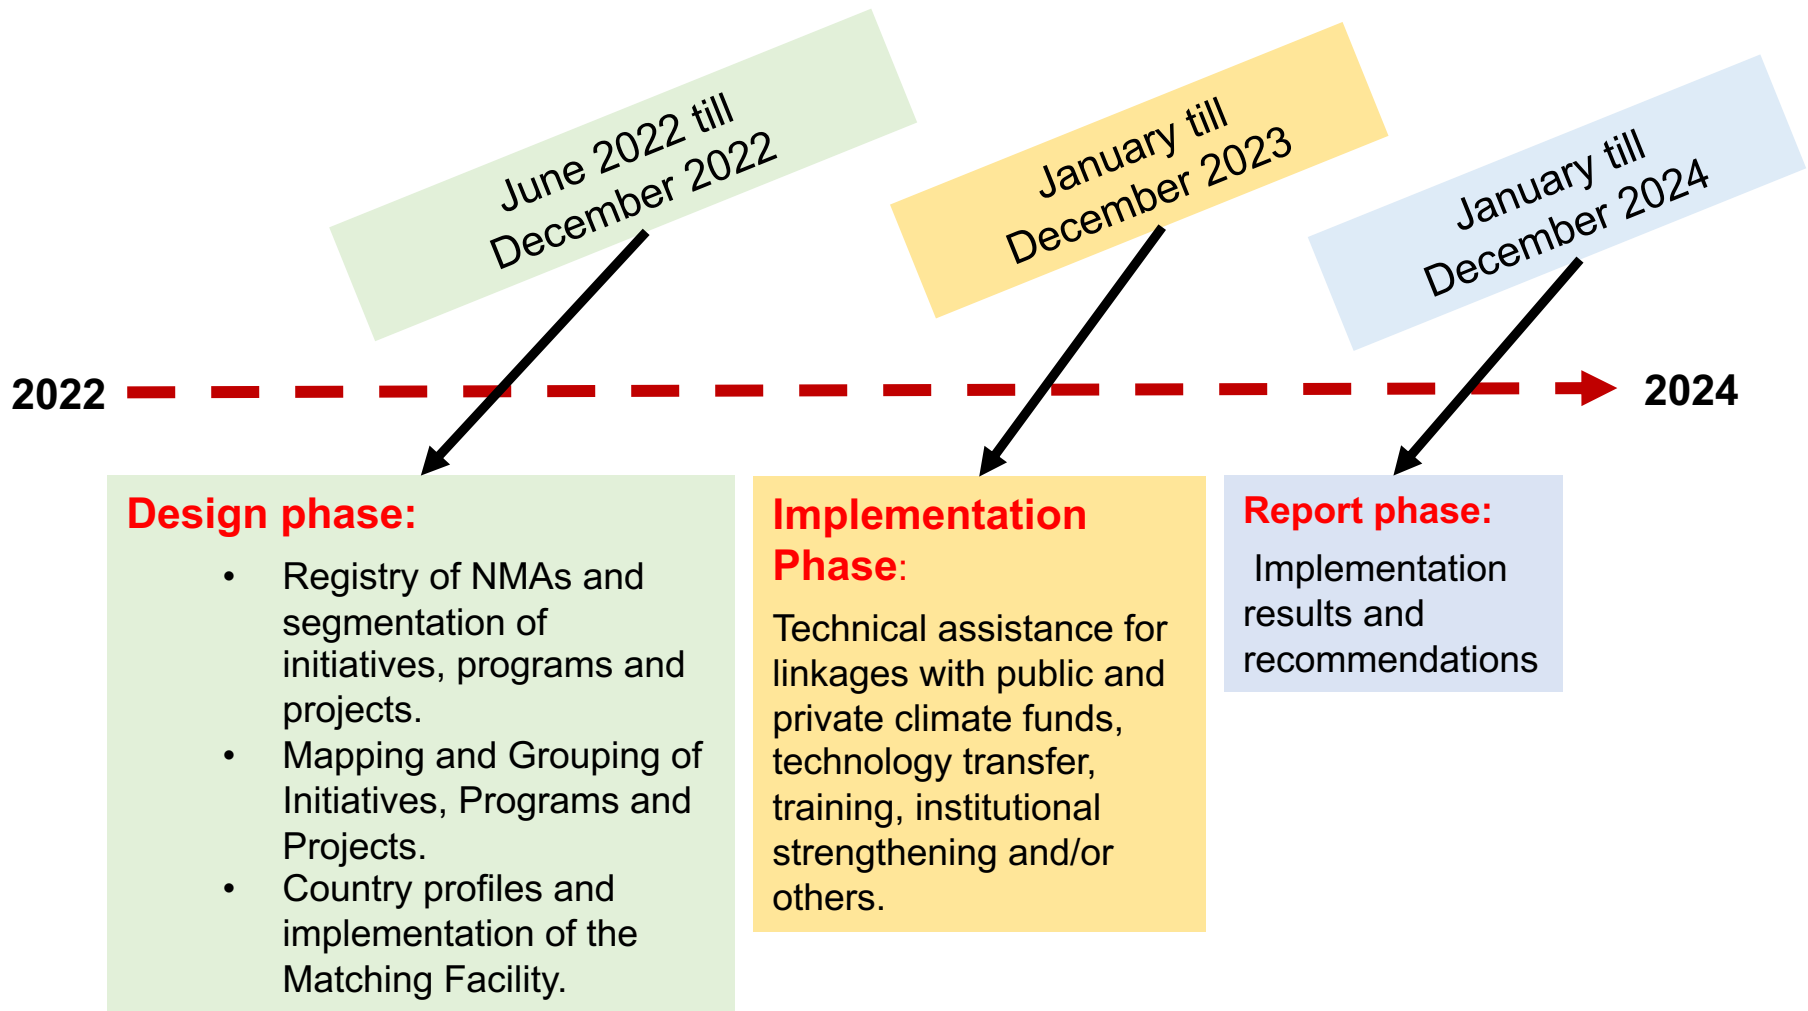 June 2022 till
December 2022
January till
December 2023
January till
December 2024
2022
2024
Design phase:
• Registry of NMAs and
segmentation of
initiatives, programs and
projects.
• Mapping and Grouping of
Initiatives, Programs and
Projects.
• Country profiles and
implementation of the
Matching Facility.
Implementation
Phase:
Technical assistance for
linkages with public and
private climate funds,
technology transfer,
training, institutional
strengthening and/or
others.
Report phase:
Implementation
results and
recommendations